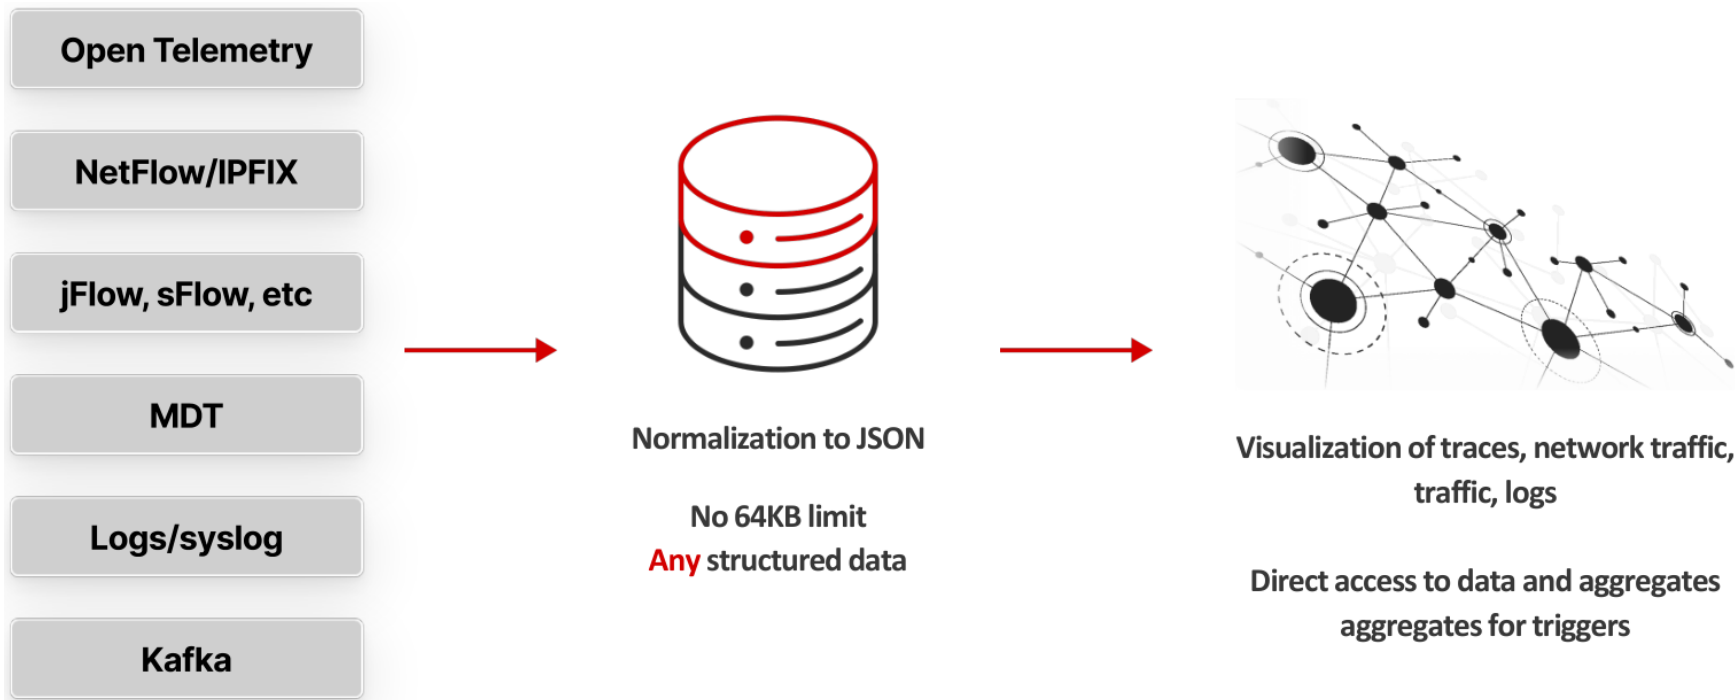 Open Telemetry
NetFlow/IPFIX
jFlow, sFlow, etc
MDT
Logs/syslog
Kafka
Normalization to JSON
No 64KB limit
Any structured data
Visualization of traces, network traffic,
traffic, logs
Direct access to data and aggregates
aggregates for triggers